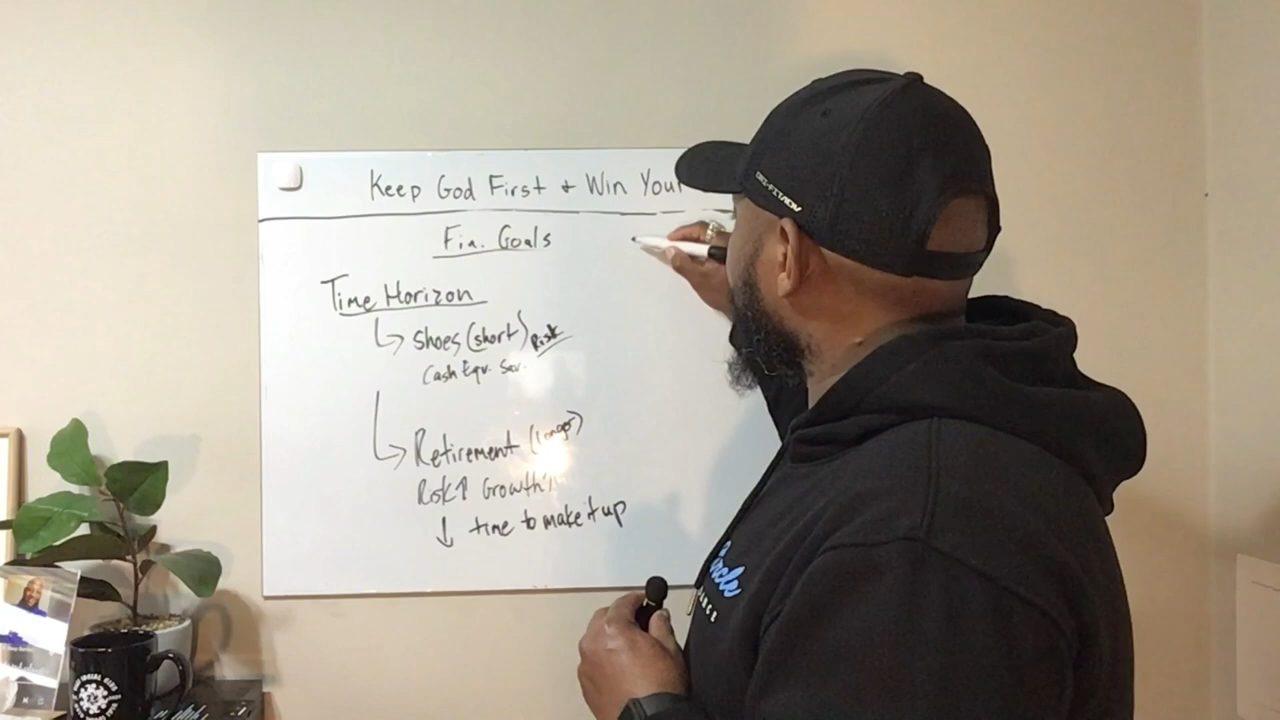 Keep God First + Win Your
Fin. Goals
Time Horizon
↳ Shoes (short) Risk
Cash Equ. Sav.
↳ Retirement (longer)
Risk↑ Growth↑
↓ time to make it up